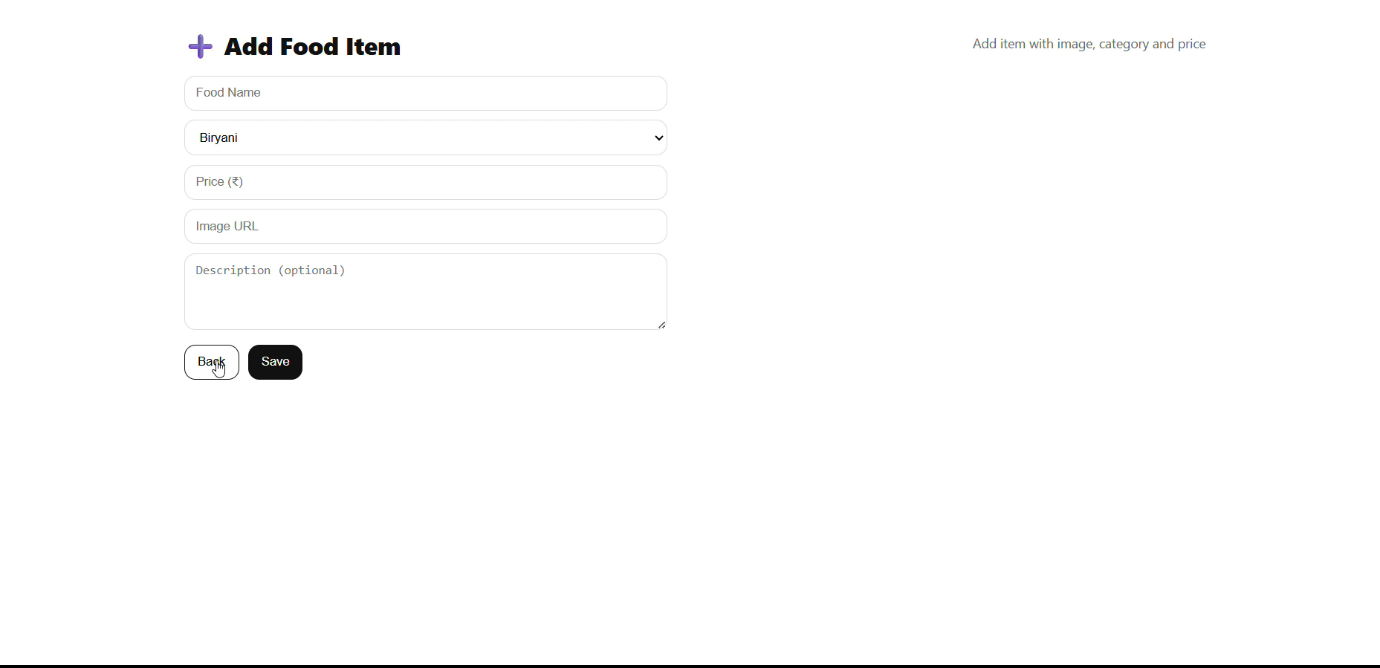 ➕ Add Food Item
Add item with image, category and price
Food Name
Biryani
Price (₹)
Image URL
Description (optional)
Back
Save